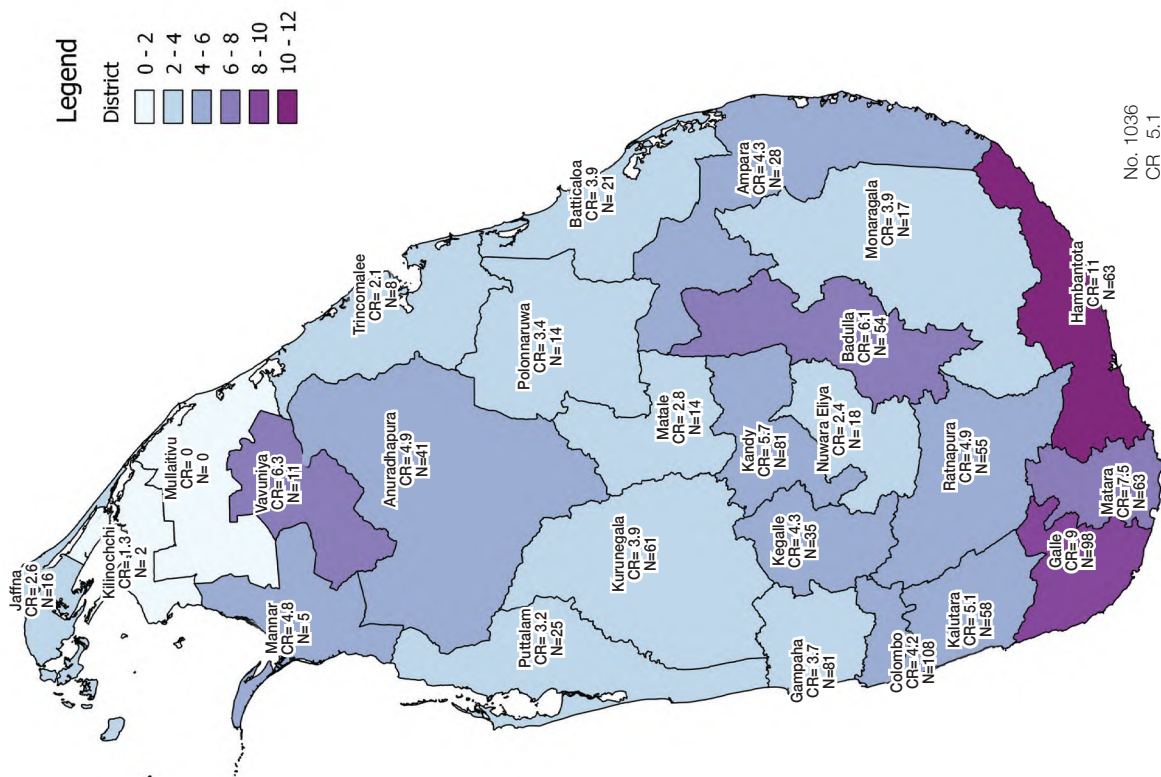 Legend
District
0 - 2
2 - 4
4 - 6
6 - 8
8 - 10
10 - 12
Jaffna
CR= 2.6
N=16
Kilinochchi
CR= 1.3
N= 2
Mullativu
CR= 0
N= 0
Mannar
CR= 4.8
N= 5
Vavuniya
CR= 6.3
N=11
Trincomalee
CR= 2.1
N=8
Anuradhapura
CR= 4.9
N=41
Polonnaruwa
CR= 3.4
N= 14
Batticaloa
CR= 3.9
N= 21
Puttalam
CR= 3.2
N=25
Kurunegala
CR= 3.9
N=61
Matale
CR= 2.8
N=14
Ampara
CR= 4.3
N= 28
Kandy
CR= 5.7
N=81
Kegalle
CR= 4.3
N=35
Nuwara Eliya
CR= 2.4
N= 18
Badulla
CR= 6.1
N= 54
Monaragala
CR= 3.9
N=17
Gampaha
CR= 3.7
N=81
Colombo
CR= 4.2
N=108
Kalutara
CR= 5.1
N=58
Ratnapura
CR= 4.9
N=55
Galle
CR= 9
N=98
Matara
CR= 7.5
N=63
Hambantota
CR= 11
N=63
No. 1036
CR 5.1